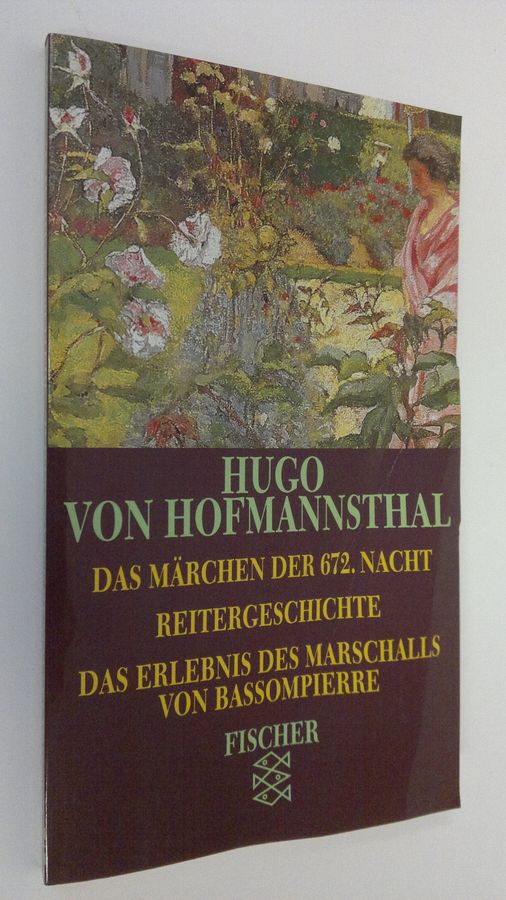 HUGO
VON HOFMANNSTHAL
DAS MÄRCHEN DER 672. NACHT
REITERGESCHICHTE
DAS ERLEBNIS DES MARSCHALLS
VON BASSOMPIERRE
FISCHER